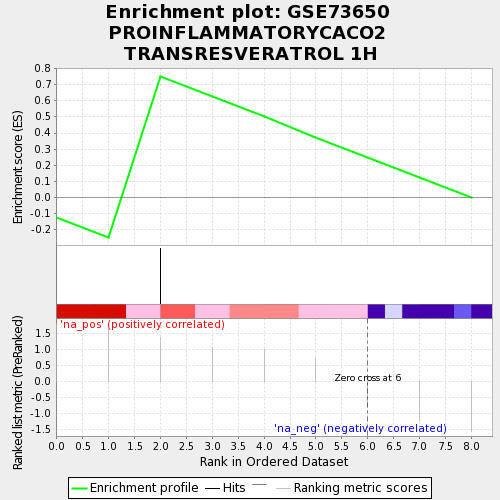 Enrichment plot: GSE73650
PROINFLAMMATORYCACO2
TRANSRESVERATROL 1H
Enrichment score (ES)
0.8
0.7
0.6
0.5
0.4
0.3
0.2
0.1
0.0
-0.1
-0.2
'na_pos' (positively correlated)
Ranked list metric (PreRanked)
1.5
1.0
0.5
0.0
-0.5
-1.0
-1.5
Zero cross at 6
'na_neg' (negatively correlated)
0.0 0.5 1.0 1.5 2.0 2.5 3.0 3.5 4.0 4.5 5.0 5.5 6.0 6.5 7.0 7.5 8.0
Rank in Ordered Dataset
Enrichment profile Hits Ranking metric scores